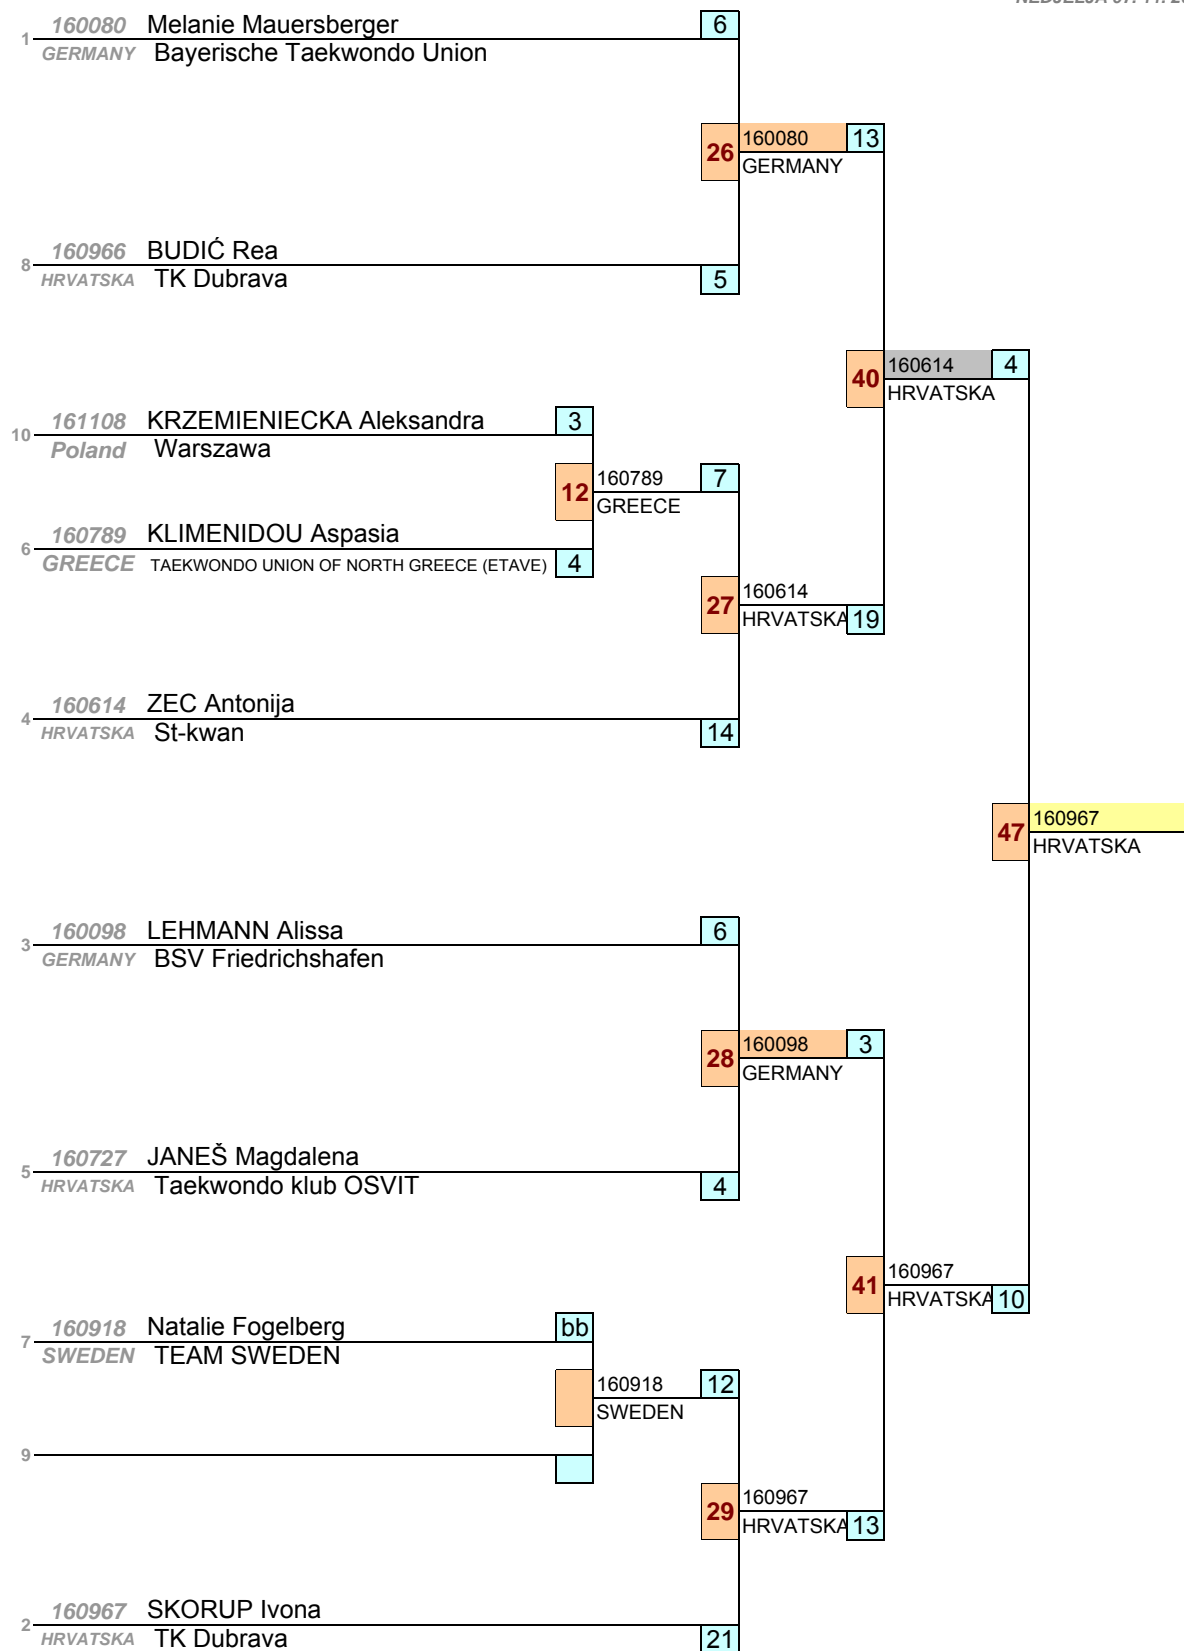 160080 Melanie Mauersberger 6
1
GERMANY Bayerische Taekwondo Union
26 160080 13
GERMANY
160966 BUDIĆ Rea
8
HRVATSKA TK Dubrava 5
40 160614 4
HRVATSKA
161108 KRZEMIENIECKA Aleksandra 3
10
Poland Warszawa
12 160789 7
GREECE
160789 KLIMENIDOU Aspasia
6
GREECE TAEKWONDO UNION OF NORTH GREECE (ETAVE) 4
27 160614
HRVATSKA 19
160614 ZEC Antonija
4
HRVATSKA St-kwan 14
47 160967
HRVATSKA
160098 LEHMANN Alissa 6
3
GERMANY BSV Friedrichshafen
28 160098 3
GERMANY
160727 JANEŠ Magdalena
5
HRVATSKA Taekwondo klub OSVIT 4
41 160967
HRVATSKA 10
160918 Natalie Fogelberg bb
7
SWEDEN TEAM SWEDEN
160918 12
SWEDEN
9
29 160967
HRVATSKA 13
160967 SKORUP Ivona
2
HRVATSKA TK Dubrava 21